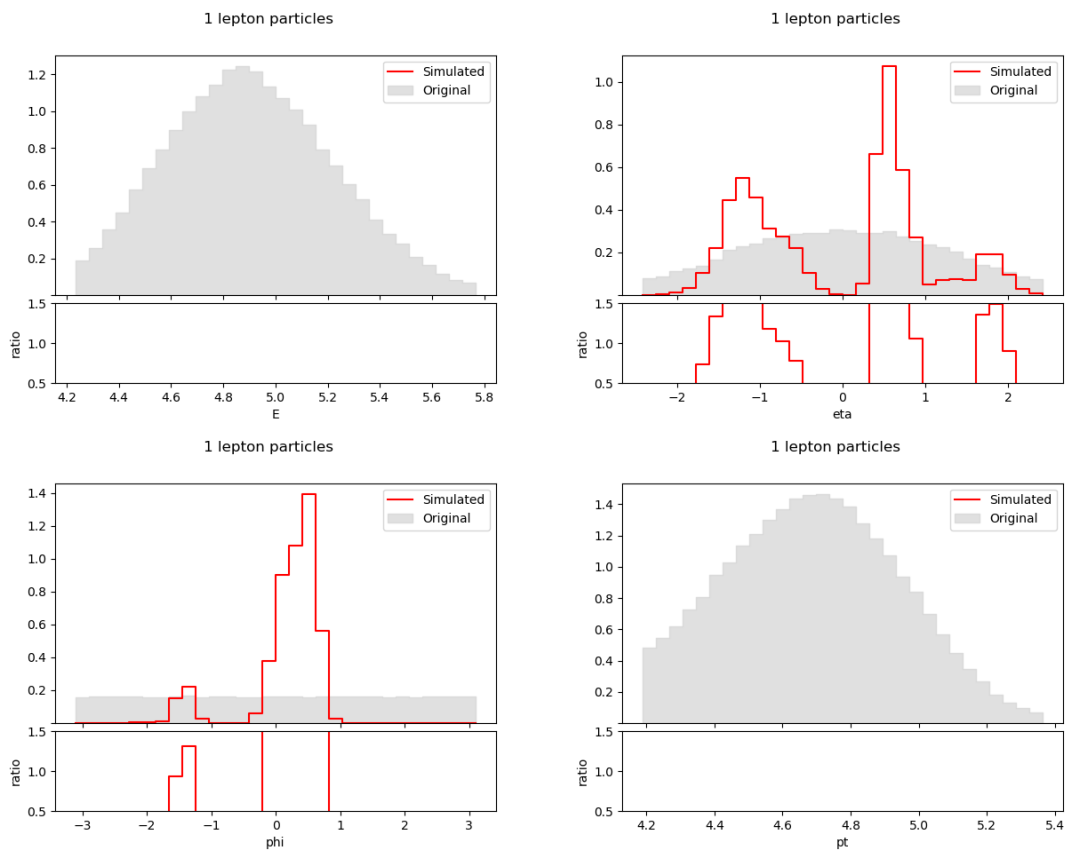 1 lepton particles
Simulated
Original
1.2
1.0
0.8
0.6
0.4
0.2
1.5
1.0
0.5
ratio
4.2 4.4 4.6 4.8 5.0 5.2 5.4 5.6 5.8
E
1 lepton particles
Simulated
Original
1.0
0.8
0.6
0.4
0.2
1.5
1.0
0.5
ratio
−2 −1 0 1 2
eta
1 lepton particles
Simulated
Original
1.4
1.2
1.0
0.8
0.6
0.4
0.2
1.5
1.0
0.5
ratio
−3 −2 −1 0 1 2 3
phi
1 lepton particles
Simulated
Original
1.4
1.2
1.0
0.8
0.6
0.4
0.2
1.5
1.0
0.5
ratio
4.2 4.4 4.6 4.8 5.0 5.2 5.4
pt